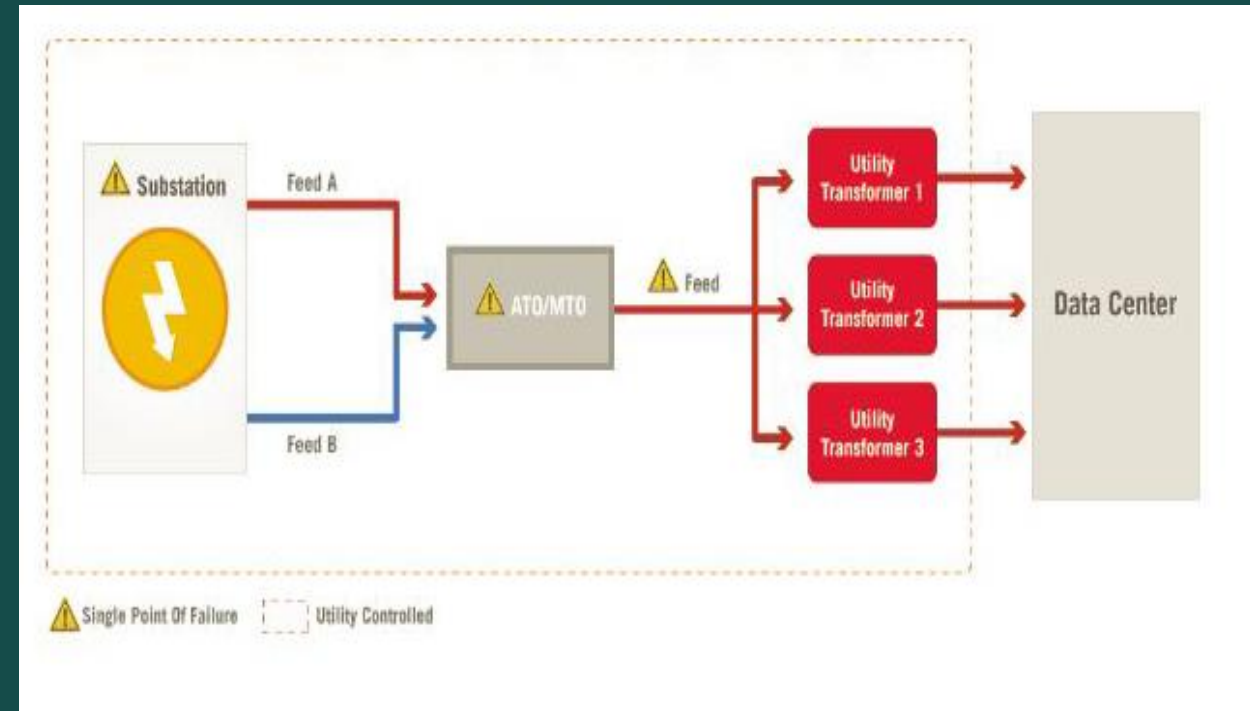 Substation
Feed A
Feed B
ATO/MTO
Feed
Utility
Transformer 1
Utility
Transformer 2
Utility
Transformer 3
Data Center
Single Point Of Failure
Utility Controlled